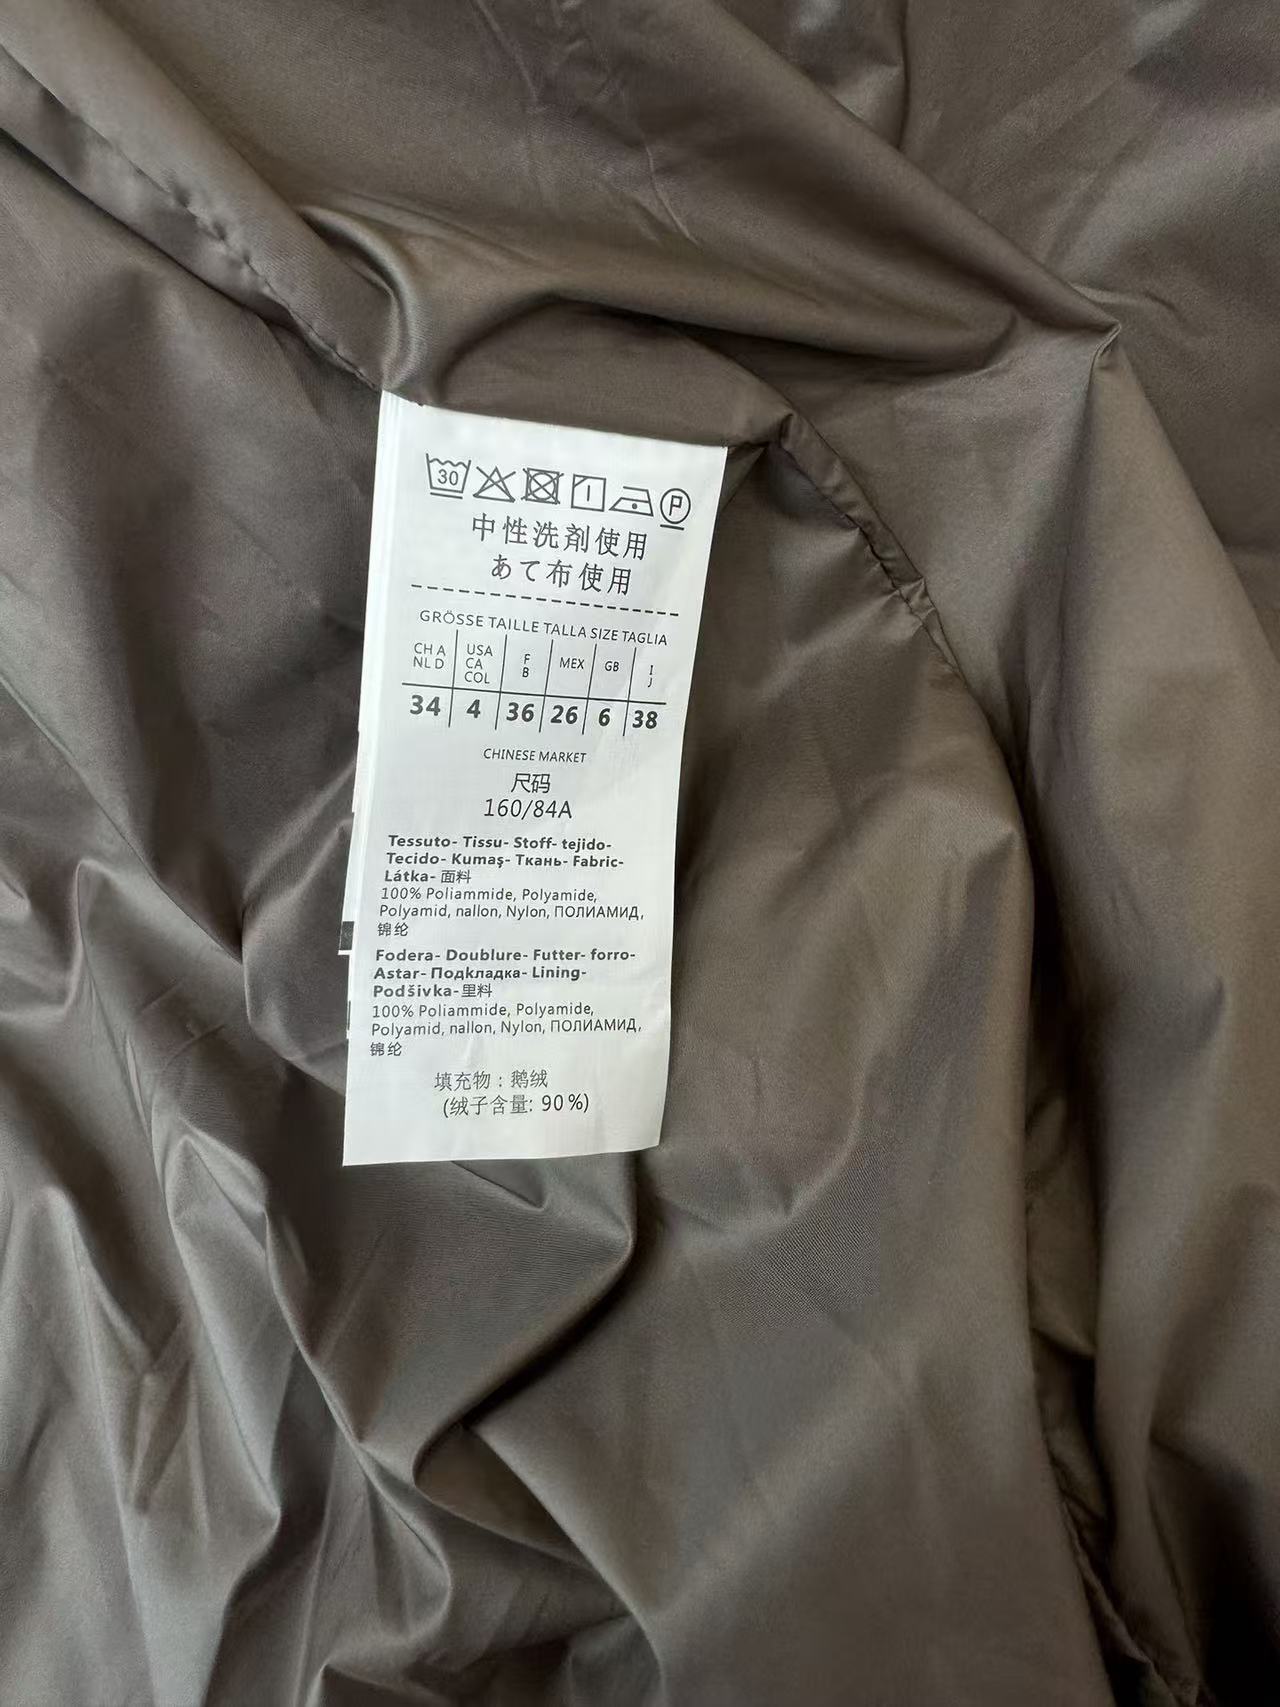 30 P
中性洗剤使用
あて布使用
GRÖSSE TAILLE TALLA SIZE TAGLIA
CH A NL D USA CA COL F B MEX GB I J
34 4 36 26 6 38
CHINESE MARKET
尺码
160/84A
Tessuto- Tissu- Stoff- tejido-
Tecido- Kumaş- Ткань- Fabric-
Látka- 面料
100% Poliammide, Polyamide,
Polyamid, nallon, Nylon, ПОЛИАМИД,
锦纶
Fodera- Doublure- Futter- forro-
Astar- Подкладка- Lining-
Podšivka-里料
100% Poliammide, Polyamide,
Polyamid, nallon, Nylon, ПОЛИАМИД,
锦纶
填充物：鹅绒
(绒子含量: 90%)